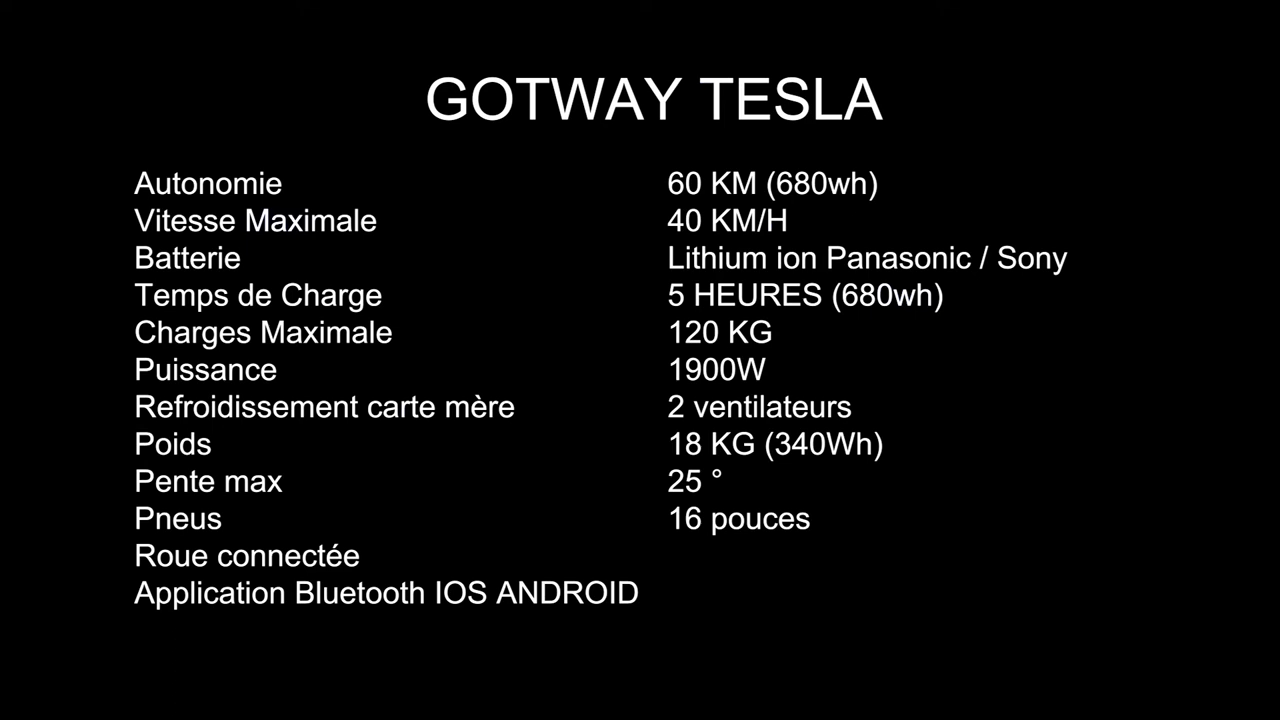 GOTWAY TESLA
Autonomie 60 KM (680wh)
Vitesse Maximale 40 KM/H
Batterie Lithium ion Panasonic / Sony
Temps de Charge 5 HEURES (680wh)
Charges Maximale 120 KG
Puissance 1900W
Refroidissement carte mère 2 ventilateurs
Poids 18 KG (340Wh)
Pente max 25 °
Pneus 16 pouces
Roue connectée
Application Bluetooth IOS ANDROID